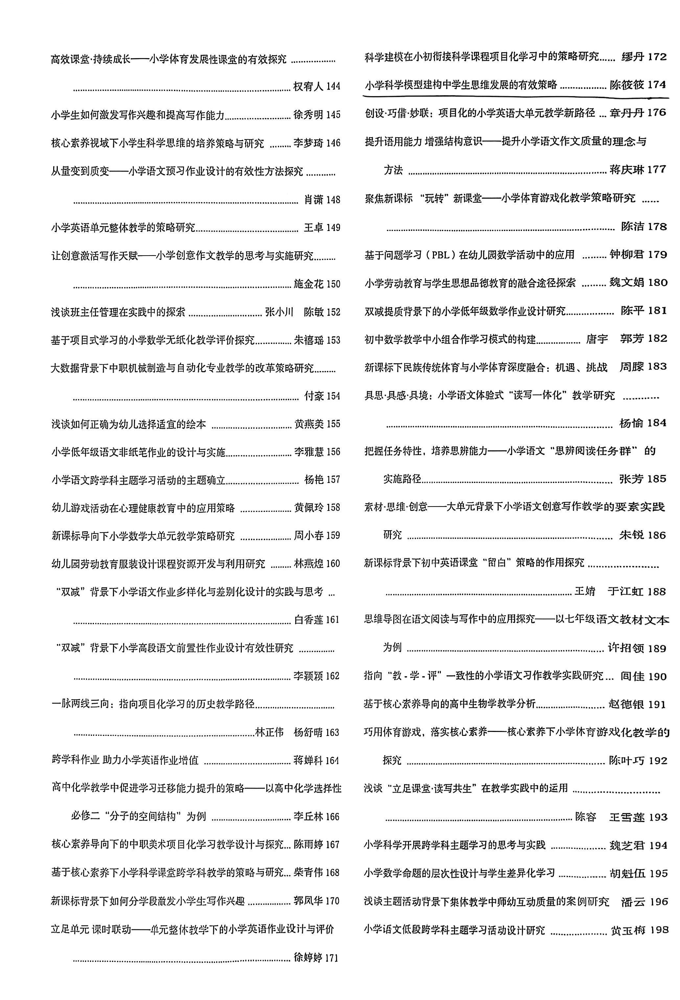 高效课堂·持续成长——小学体育发展性课堂的有效探究 ………………
………………………………………………………… 权宥人 144
小学生如何激发写作兴趣和提高写作能力…………………… 徐秀明 145
核心素养视域下小学生科学思维的培养策略与研究 ……… 李梦琦 146
从量变到质变——小学语文预习作业设计的有效性方法探究 …………
………………………………………………………… 肖潇 148
小学英语单元整体教学的策略研究………………………… 王卓 149
让创意激活写作天赋——小学创意作文教学的思考与实施研究………
………………………………………………………… 施金花 150
浅谈班主任管理在实践中的探索 ……………………… 张小川　陈敏 152
基于项目式学习的小学数学无纸化教学评价探究…………… 朱禧瑶 153
大数据背景下中职机械制造与自动化专业教学的改革策略研究………
………………………………………………………… 付豪 154
浅谈如何正确为幼儿选择适宜的绘本 ……………………… 黄燕美 155
小学低年级语文非纸笔作业的设计与实施…………………… 李雅慧 156
小学语文跨学科主题学习活动的主题确立…………………… 杨艳 157
幼儿游戏活动在心理健康教育中的应用策略 ……………… 黄佩玲 158
新课标导向下小学数学大单元教学策略研究 ……………… 周小春 159
幼儿园劳动教育服装设计课程资源开发与利用研究 ……… 林燕煌 160
“双减”背景下小学语文作业多样化与差别化设计的实践与思考 …
………………………………………………………… 白香莲 161
“双减”背景下小学高段语文前置性作业设计有效性研究 ……………
………………………………………………………… 李颖颖 162
一脉两线三向：指向项目化学习的历史教学路径……………………
……………………………………………… 林正伟　杨舒晴 163
跨学科作业 助力小学英语作业增值 ………………………… 蒋婵科 164
高中化学教学中促进学习迁移能力提升的策略——以高中化学选择性
必修二“分子的空间结构”为例 ……………………… 李丘林 166
核心素养导向下的中职美术项目化学习教学设计与探究… 陈雨婷 167
基于核心素养下小学科学课堂跨学科教学的策略与研究… 柴青伟 168
新课标背景下如何分学段激发小学生写作兴趣 …………… 郭凤华 170
立足单元 课时联动——单元整体教学下的小学英语作业设计与评价
………………………………………………………… 徐婷婷 171
科学建模在小初衔接科学课程项目化学习中的策略研究…… 缪丹 172
小学科学模型建构中学生思维发展的有效策略 …………… 陈筱筱 174
创设·巧借·妙联：项目化的小学英语大单元教学新路径 … 章丹丹 176
提升语用能力 增强结构意识——提升小学语文作文质量的理念与
方法 ……………………………………………………… 蒋庆琳 177
聚焦新课标 “玩转”新课堂——小学体育游戏化教学策略研究 ……
………………………………………………………… 陈洁 178
基于问题学习（PBL）在幼儿园数学活动中的应用 ……… 钟柳君 179
小学劳动教育与学生思想品德教育的融合途径探索 ……… 魏文娟 180
双减提质背景下的小学低年级数学作业设计研究……………… 陈平 181
初中数学教学中小组合作学习模式的构建……………… 唐宇　郭芳 182
新课标下民族传统体育与小学体育深度融合：机遇、挑战　周朦 183
具思·具感·具境：小学语文体验式“读写一体化”教学研究 …………
………………………………………………………… 杨愉 184
把握任务特性，培养思辨能力——小学语文“思辨阅读任务群”的
实施路径………………………………………………… 张芳 185
素材·思维·创意——大单元背景下小学语文创意写作教学的要素实践
研究 ……………………………………………………… 朱锐 186
新课标背景下初中英语课堂“留白”策略的作用探究 ………………
……………………………………………… 王婧　于江虹 188
思维导图在语文阅读与写作中的应用探究——以七年级语文教材文本
为例 ……………………………………………………… 许招领 189
指向“教-学-评”一致性的小学语文习作教学实践研究… 闾佳 190
基于核心素养导向的高中生物学教学分析…………………… 赵德银 191
巧用体育游戏，落实核心素养——核心素养下小学体育游戏化教学的
探究 ……………………………………………………… 陈叶巧 192
浅谈“立足课堂·读写共生”在教学实践中的运用 …………………
……………………………………………… 陈容　王雪莲 193
小学科学开展跨学科主题学习的思考与实践 ……………… 魏芝君 194
小学数学命题的层次性设计与学生差异化学习 …………… 胡魁伍 195
浅谈主题活动背景下集体教学中师幼互动质量的案例研究　潘云 196
小学语文低段跨学科主题学习活动设计研究 ……………… 黄玉梅 198